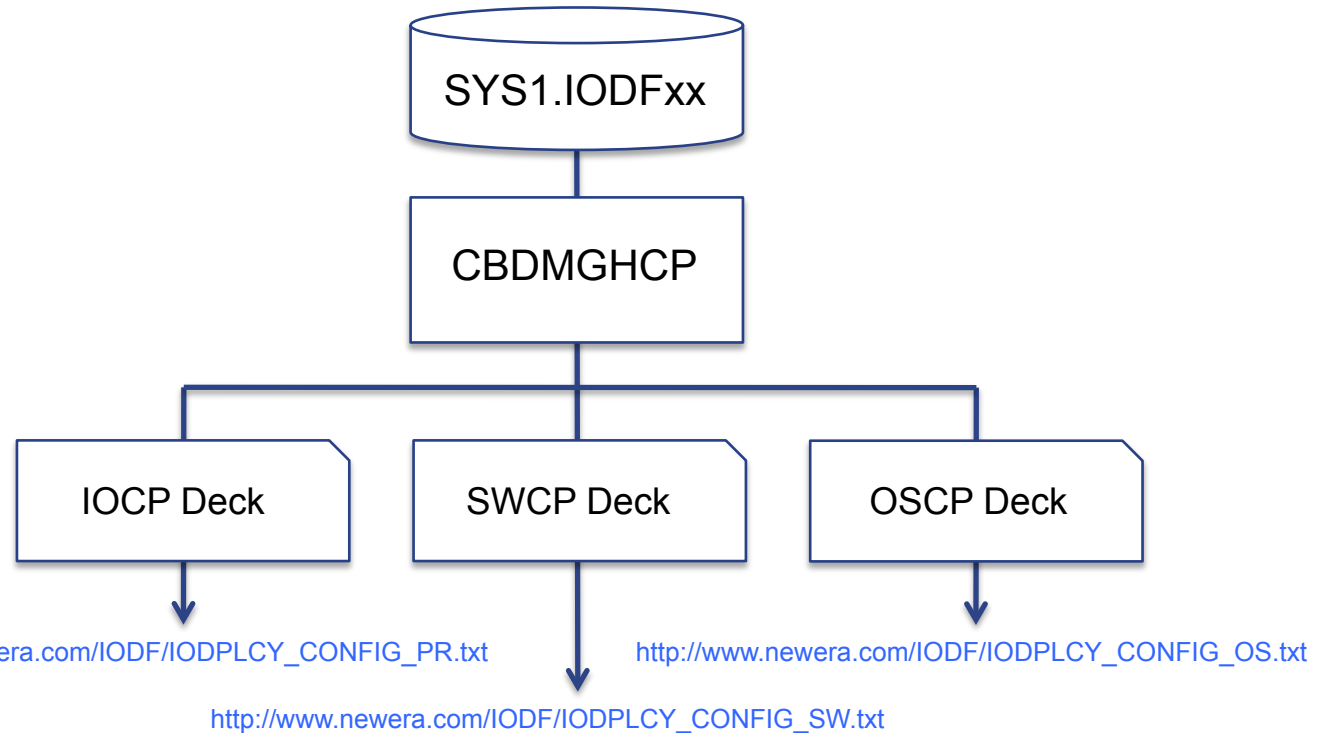 SYS1.IODFxx
CBDMGHCP
IOCP Deck
SWCP Deck
OSCP Deck
era.com/IODF/IODPLCY_CONFIG_PR.txt
http://www.newera.com/IODF/IODPLCY_CONFIG_OS.txt
http://www.newera.com/IODF/IODPLCY_CONFIG_SW.txt